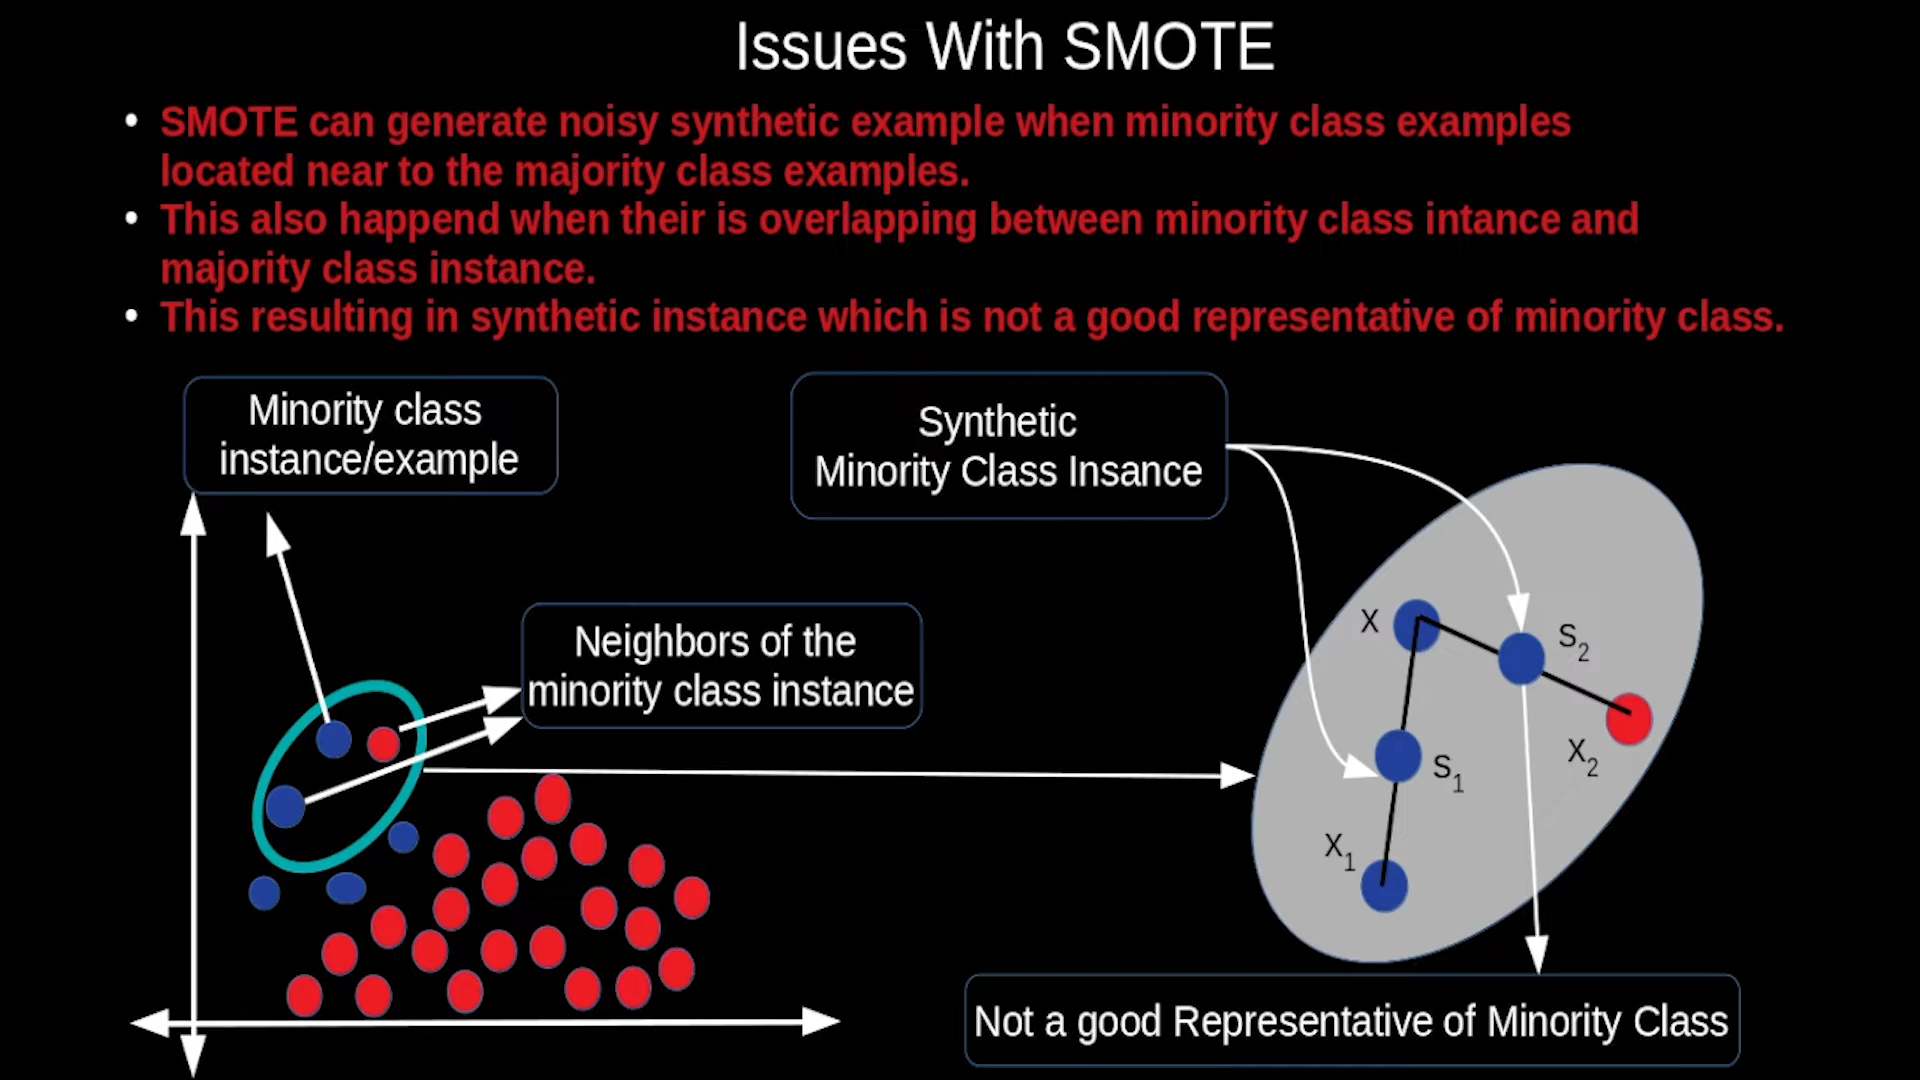 Issues With SMOTE
• SMOTE can generate noisy synthetic example when minority class examples
located near to the majority class examples.
• This also happend when their is overlapping between minority class intance and
majority class instance.
• This resulting in synthetic instance which is not a good representative of minority class.
Minority class
instance/example
Synthetic
Minority Class Insance
Neighbors of the
minority class instance
X
S2
X2
S1
X1
Not a good Representative of Minority Class